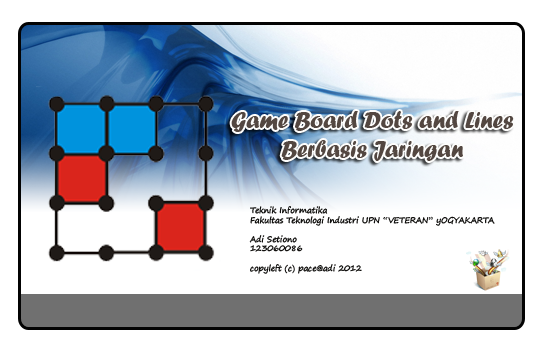 Game Board Dots and Lines
Berbasis Jaringan
Teknik Informatika
Fakultas Teknologi Industri UPN "VETERAN" yOGYAKARTA
Adi Setiono
123060086
copyleft (c) pace@adi 2012